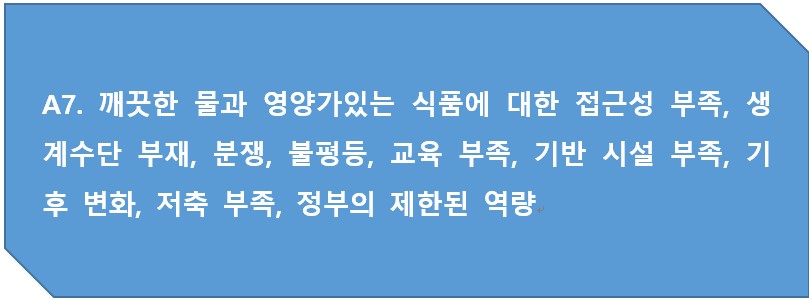 A7. 깨끗한 물과 영양가있는 식품에 대한 접근성 부족, 생
계수단 부재, 분쟁, 불평등, 교육 부족, 기반 시설 부족, 기
후 변화, 저축 부족, 정부의 제한된 역량